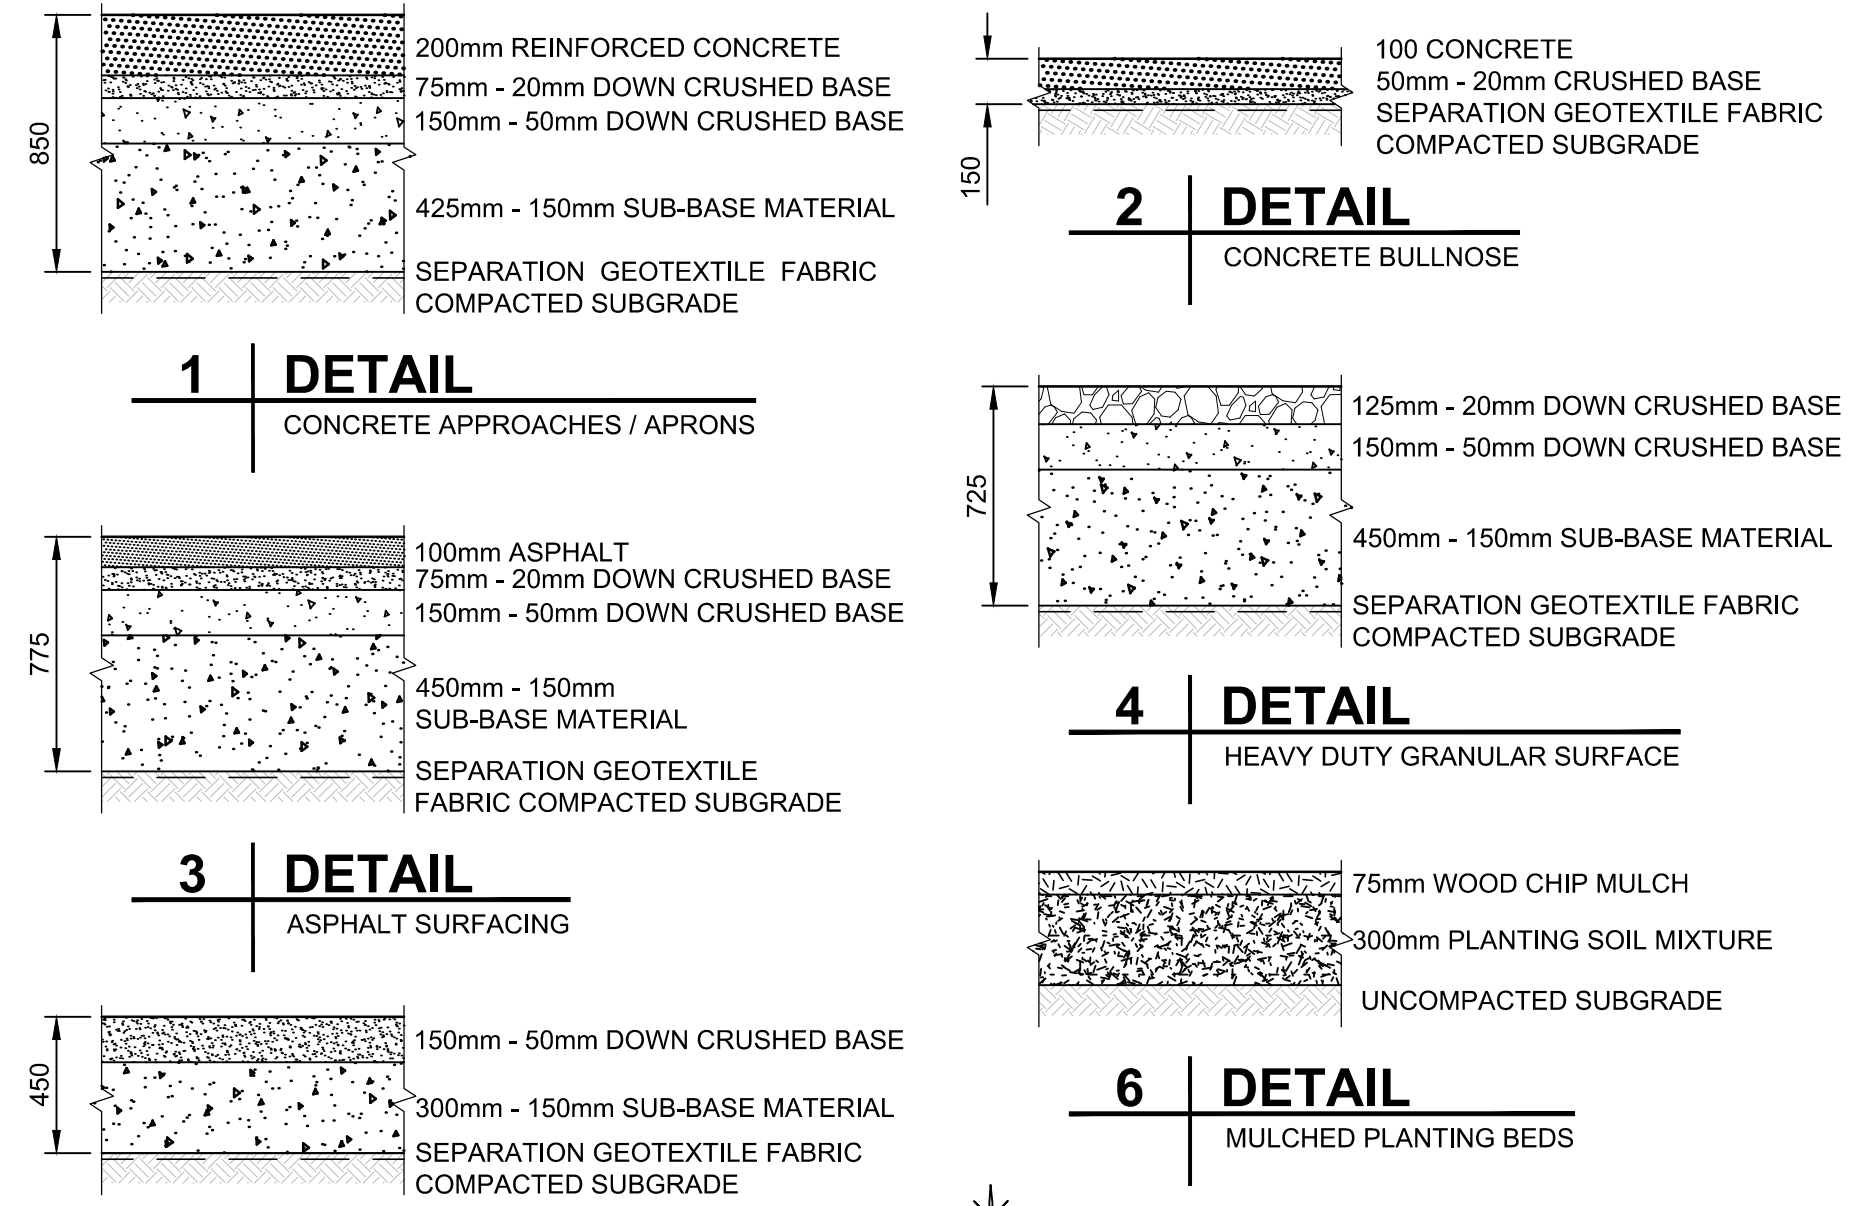 850
200mm REINFORCED CONCRETE
75mm - 20mm DOWN CRUSHED BASE
150mm - 50mm DOWN CRUSHED BASE
425mm - 150mm SUB-BASE MATERIAL
SEPARATION GEOTEXTILE FABRIC
COMPACTED SUBGRADE
1 DETAIL
CONCRETE APPROACHES / APRONS
150
100 CONCRETE
50mm - 20mm CRUSHED BASE
SEPARATION GEOTEXTILE FABRIC
COMPACTED SUBGRADE
2 DETAIL
CONCRETE BULLNOSE
775
100mm ASPHALT
75mm - 20mm DOWN CRUSHED BASE
150mm - 50mm DOWN CRUSHED BASE
450mm - 150mm
SUB-BASE MATERIAL
SEPARATION GEOTEXTILE
FABRIC COMPACTED SUBGRADE
3 DETAIL
ASPHALT SURFACING
725
125mm - 20mm DOWN CRUSHED BASE
150mm - 50mm DOWN CRUSHED BASE
450mm - 150mm SUB-BASE MATERIAL
SEPARATION GEOTEXTILE FABRIC
COMPACTED SUBGRADE
4 DETAIL
HEAVY DUTY GRANULAR SURFACE
450
150mm - 50mm DOWN CRUSHED BASE
300mm - 150mm SUB-BASE MATERIAL
SEPARATION GEOTEXTILE FABRIC
COMPACTED SUBGRADE
75mm WOOD CHIP MULCH
300mm PLANTING SOIL MIXTURE
UNCOMPACTED SUBGRADE
6 DETAIL
MULCHED PLANTING BEDS